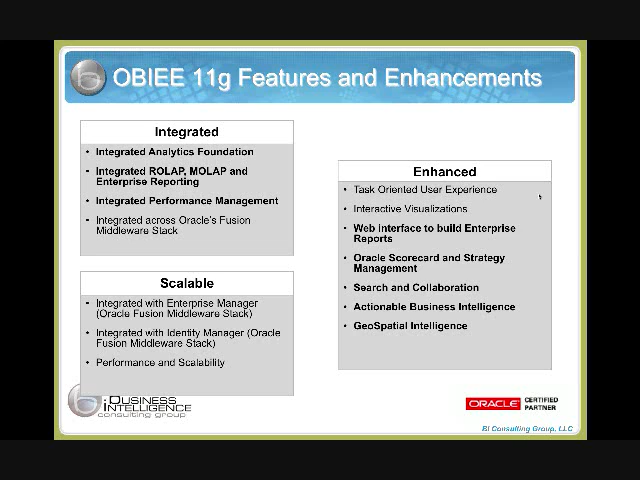 OBIEE 11g Features and Enhancements
Integrated
• Integrated Analytics Foundation
• Integrated ROLAP, MOLAP and
Enterprise Reporting
• Integrated Performance Management
• Integrated across Oracle's Fusion
Middleware Stack
Scalable
• Integrated with Enterprise Manager
(Oracle Fusion Middleware Stack)
• Integrated with Identity Manager (Oracle
Fusion Middleware Stack)
• Performance and Scalability
Enhanced
• Task Oriented User Experience
• Interactive Visualizations
• Web Interface to build Enterprise
Reports
• Oracle Scorecard and Strategy
Management
• Search and Collaboration
• Actionable Business Intelligence
• GeoSpatial Intelligence
BUSINESS
INTELLIGENCE
consulting group
ORACLE CERTIFIED
PARTNER
BI Consulting Group, LLC